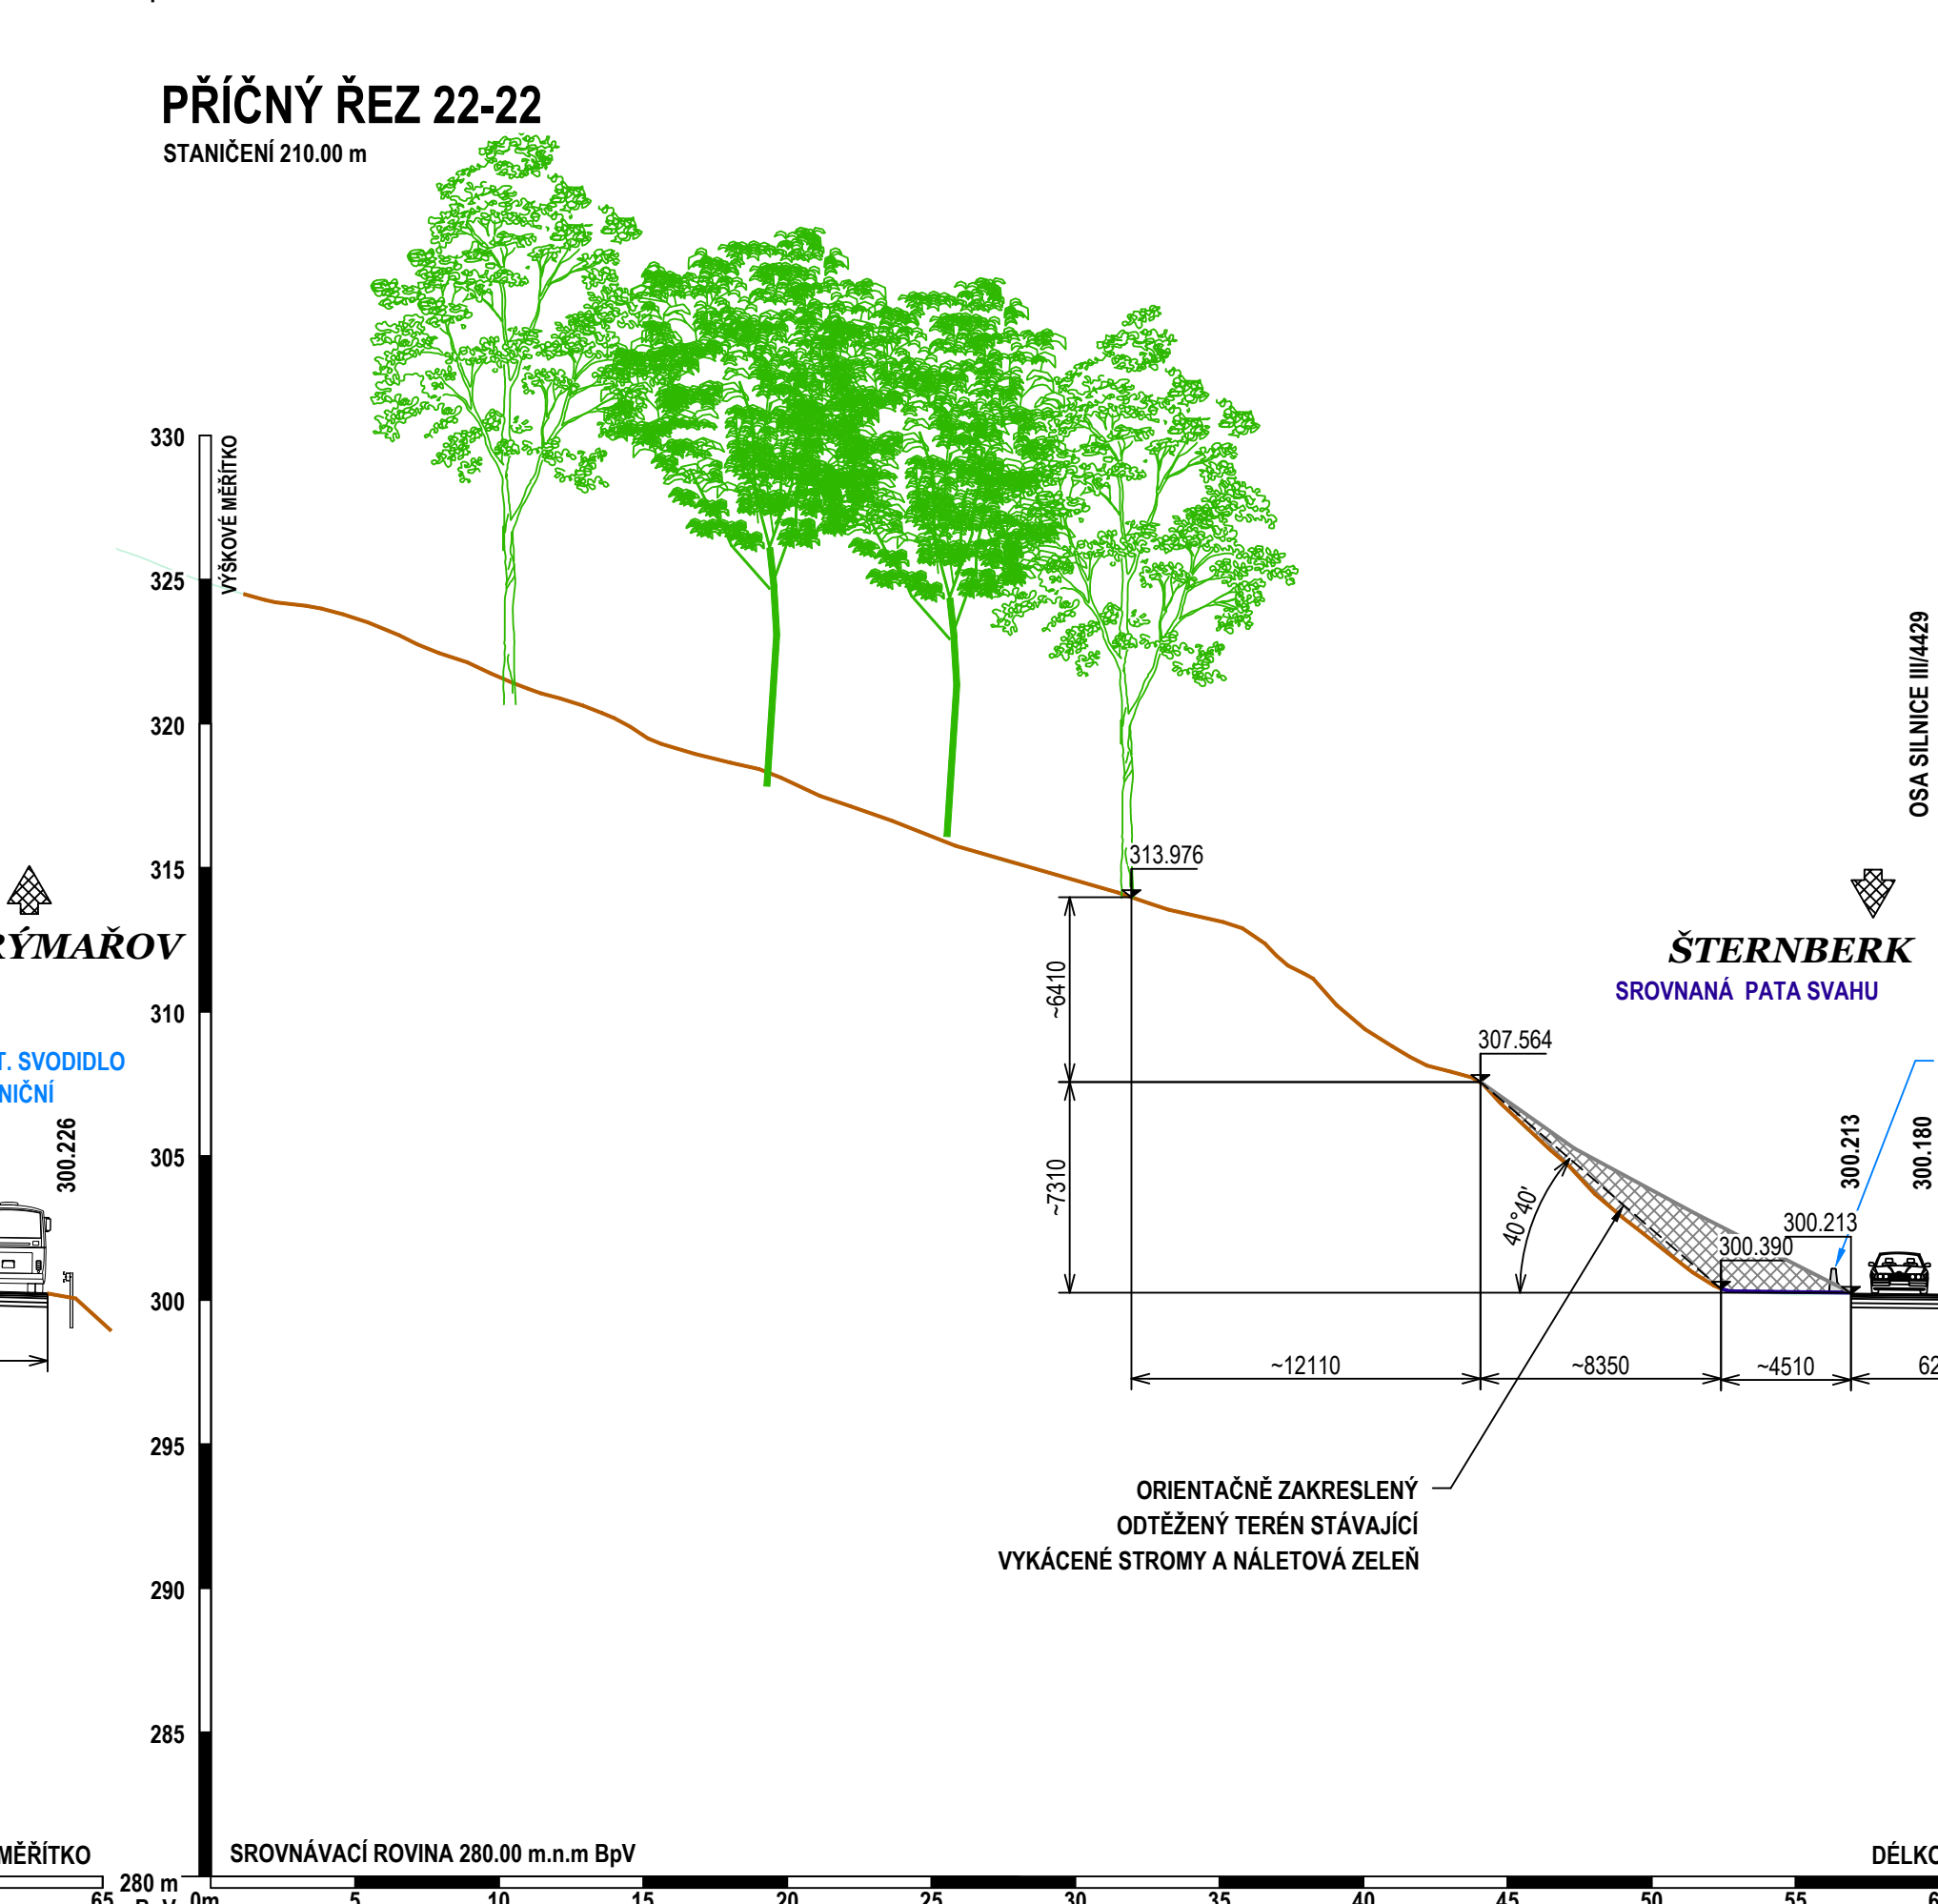 PŘÍČNÝ ŘEZ 22-22
STANIČENÍ 210.00 m
330
VÝŠKOVÉ MĚŘÍTKO
325
320
315
310
305
300
295
290
285
280 m
OSA SILNICE III/4429
313.976
ŠTERNBERK
SROVNANÁ PATA SVAHU
T. SVODIDLO
NIČNÍ
300.226
~6410
307.564
~7310
40°40'
300.213
300.180
300.213
300.390
~12110
~8350
~4510
62
ORIENTAČNĚ ZAKRESLENÝ
ODTĚŽENÝ TERÉN STÁVAJÍCÍ
VYKÁCENÉ STROMY A NÁLETOVÁ ZELEŇ
RÝMAŘOV
MĚŘÍTKO
SROVNÁVACÍ ROVINA 280.00 m.n.m BpV
DÉLKO
65
0m
5
10
15
20
25
30
35
40
45
50
55